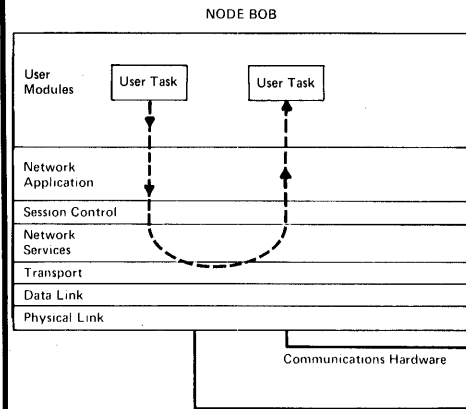 NODE BOB
User
Modules
User Task
User Task
Network
Application
Session Control
Network
Services
Transport
Data Link
Physical Link
Communications Hardware